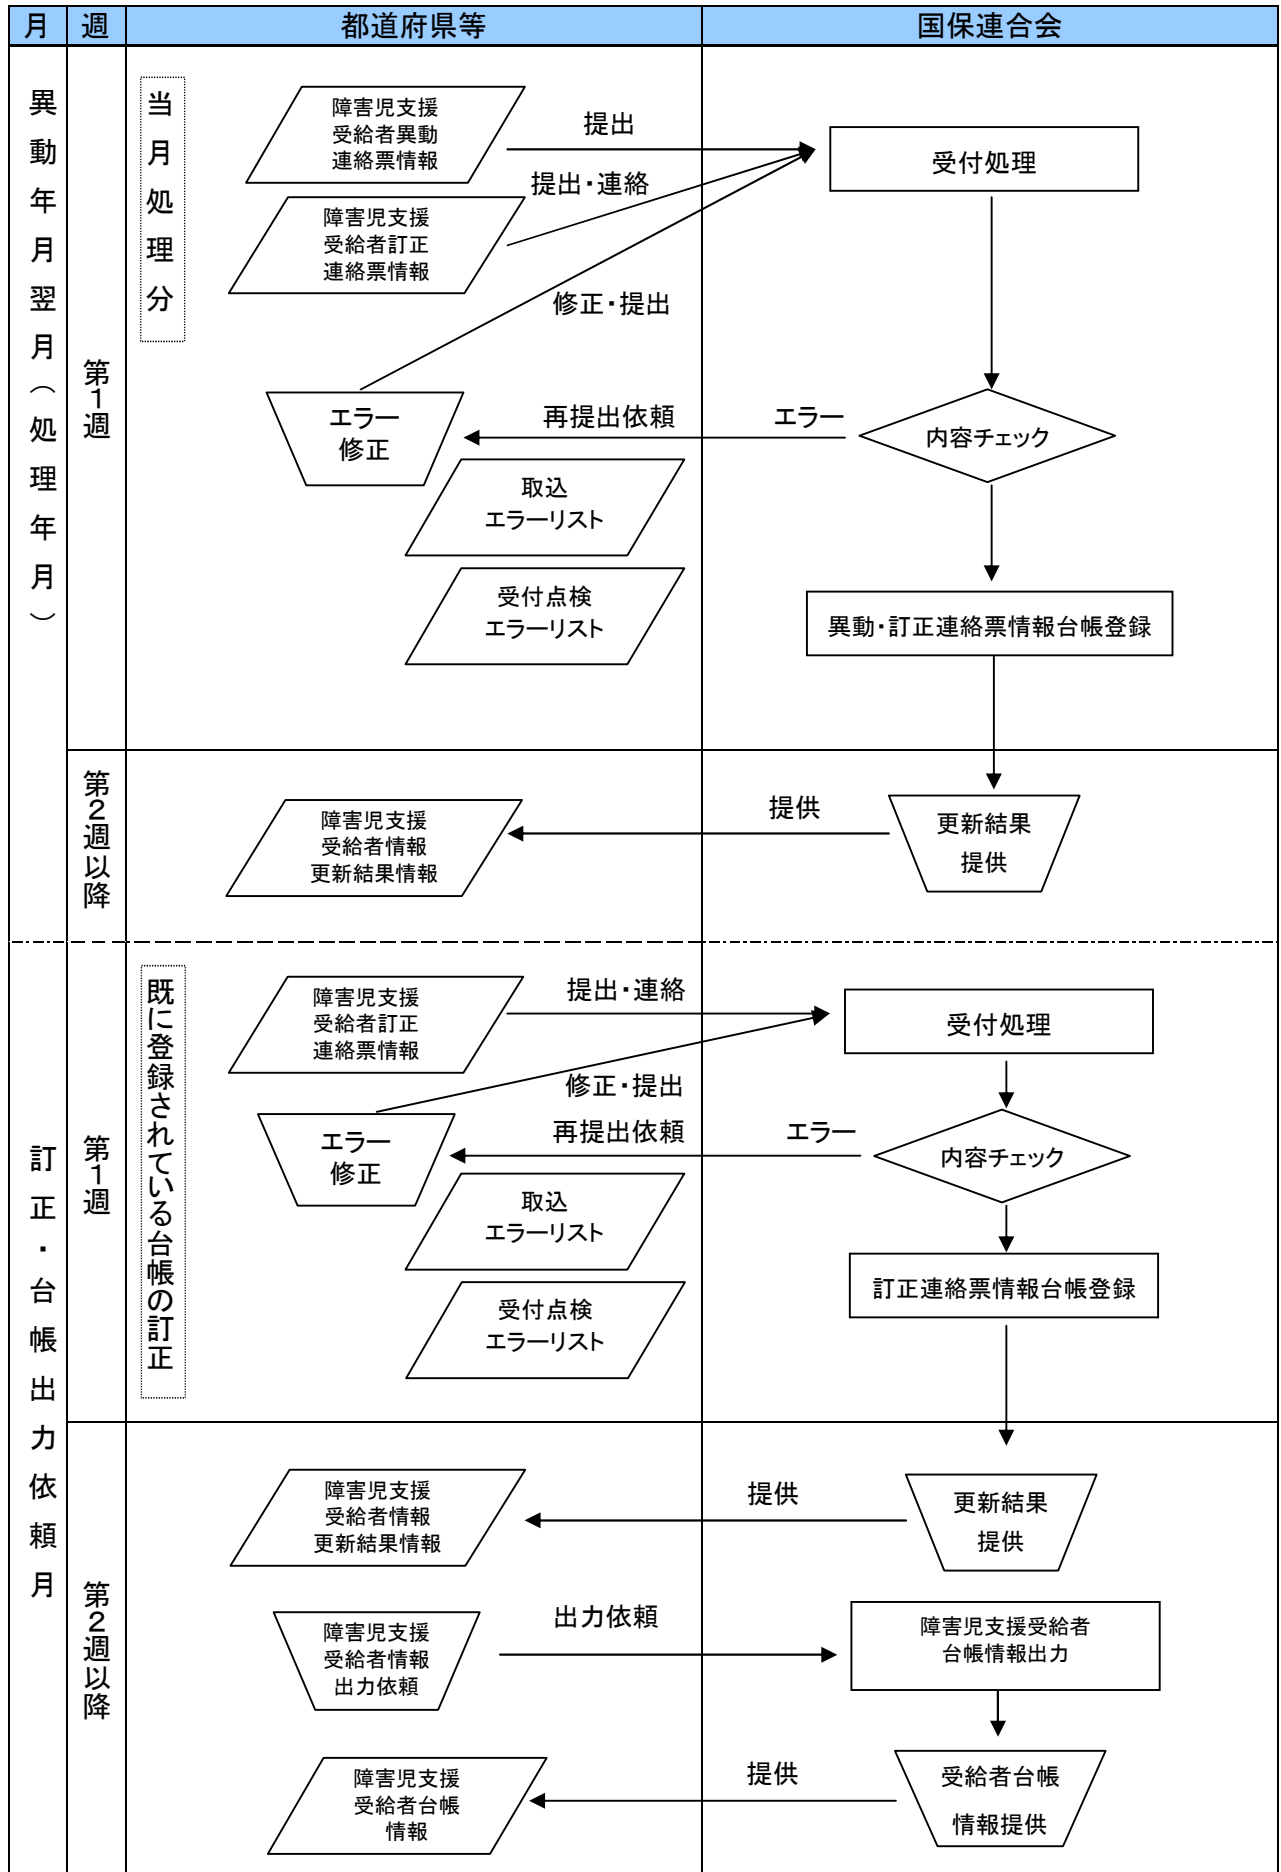 月
週
都道府県等
国保連合会
異動年月翌月（処理年月）
第1週
当月処理分
障害児支援
受給者異動
連絡票情報
提出
受付処理
障害児支援
受給者訂正
連絡票情報
提出・連絡
修正・提出
エラー
修正
再提出依頼
エラー
内容チェック
取込
エラーリスト
受付点検
エラーリスト
異動・訂正連絡票情報台帳登録
第2週以降
障害児支援
受給者情報
更新結果情報
提供
更新結果
提供
訂正・台帳出力依頼月
第1週
既に登録されている台帳の訂正
障害児支援
受給者訂正
連絡票情報
提出・連絡
受付処理
修正・提出
エラー
修正
再提出依頼
エラー
内容チェック
取込
エラーリスト
受付点検
エラーリスト
訂正連絡票情報台帳登録
第2週以降
障害児支援
受給者情報
更新結果情報
提供
更新結果
提供
障害児支援
受給者情報
出力依頼
出力依頼
障害児支援受給者
台帳情報出力
障害児支援
受給者台帳
情報
提供
受給者台帳
情報提供